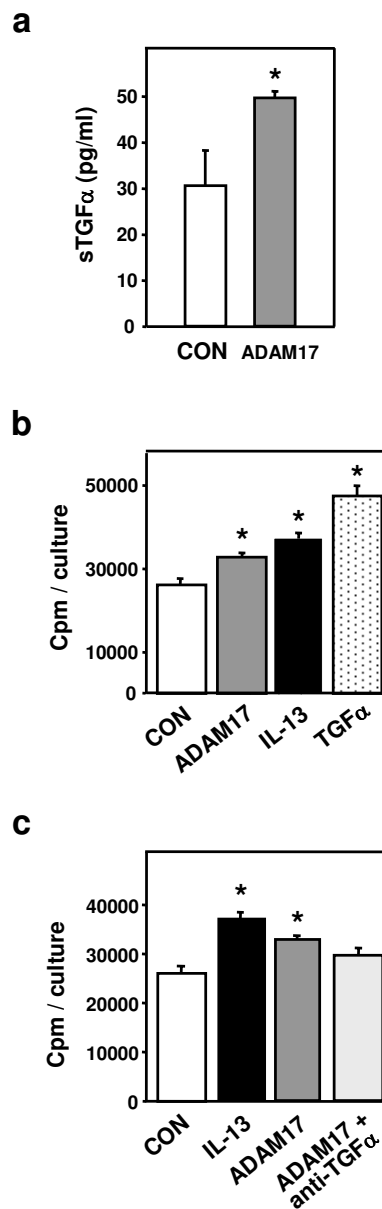 a
sTGFα (pg/ml)
50
40
30
20
10
0
*
CON
ADAM17
b
Cpm / culture
50000
30000
10000
0
*
*
*
CON
ADAM17
IL-13
TGFα
c
Cpm / culture
40000
30000
20000
10000
0
*
*
CON
IL-13
ADAM17
ADAM17 +
anti-TGFα